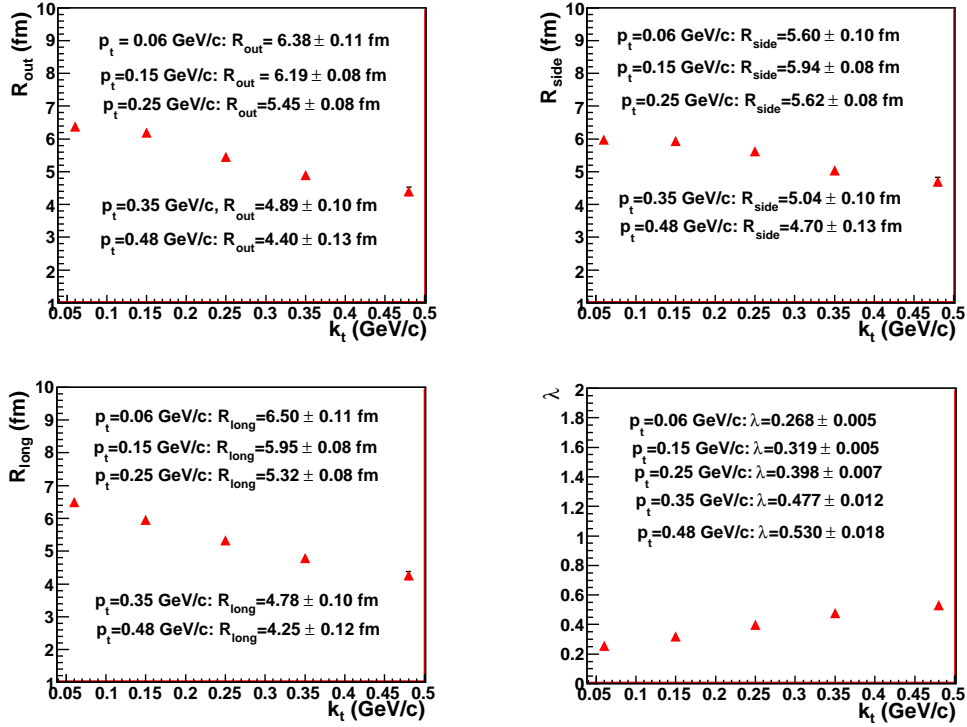 R_out (fm)
10
9
8
7
6
5
4
3
2
1
p_t = 0.06 GeV/c: R_out = 6.38 ± 0.11 fm
p_t=0.15 GeV/c: R_out = 6.19 ± 0.08 fm
p_t=0.25 GeV/c: R_out=5.45 ± 0.08 fm
p_t=0.35 GeV/c, R_out=4.89 ± 0.10 fm
p_t=0.48 GeV/c: R_out=4.40 ± 0.13 fm
0.05 0.1 0.15 0.2 0.25 0.3 0.35 0.4 0.45 0.5
k_t (GeV/c)
R_side (fm)
10
9
8
7
6
5
4
3
2
1
p_t=0.06 GeV/c: R_side=5.60 ± 0.10 fm
p_t=0.15 GeV/c: R_side=5.94 ± 0.08 fm
p_t=0.25 GeV/c: R_side=5.62 ± 0.08 fm
p_t=0.35 GeV/c: R_side=5.04 ± 0.10 fm
p_t=0.48 GeV/c: R_side=4.70 ± 0.13 fm
0.05 0.1 0.15 0.2 0.25 0.3 0.35 0.4 0.45 0.5
k_t (GeV/c)
R_long (fm)
10
9
8
7
6
5
4
3
2
1
p_t=0.06 GeV/c: R_long=6.50 ± 0.11 fm
p_t=0.15 GeV/c: R_long=5.95 ± 0.08 fm
p_t=0.25 GeV/c: R_long=5.32 ± 0.08 fm
p_t=0.35 GeV/c: R_long=4.78 ± 0.10 fm
p_t=0.48 GeV/c: R_long=4.25 ± 0.12 fm
0.05 0.1 0.15 0.2 0.25 0.3 0.35 0.4 0.45 0.5
k_t (GeV/c)
λ
2
1.8
1.6
1.4
1.2
1
0.8
0.6
0.4
0.2
0
p_t=0.06 GeV/c: λ=0.268 ± 0.005
p_t=0.15 GeV/c: λ=0.319 ± 0.005
p_t=0.25 GeV/c: λ=0.398 ± 0.007
p_t=0.35 GeV/c: λ=0.477 ± 0.012
p_t=0.48 GeV/c: λ=0.530 ± 0.018
0.05 0.1 0.15 0.2 0.25 0.3 0.35 0.4 0.45 0.5
k_t (GeV/c)